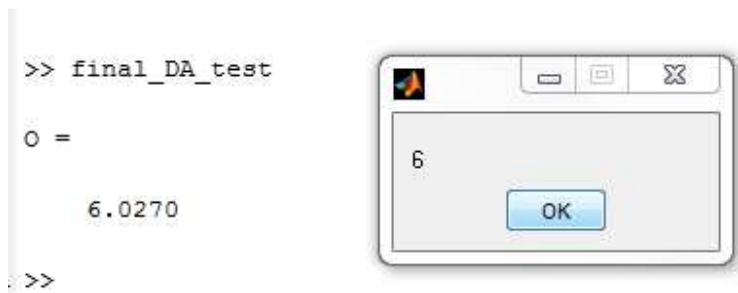 >> final_DA_test
O =
6.0270
>>
6
OK